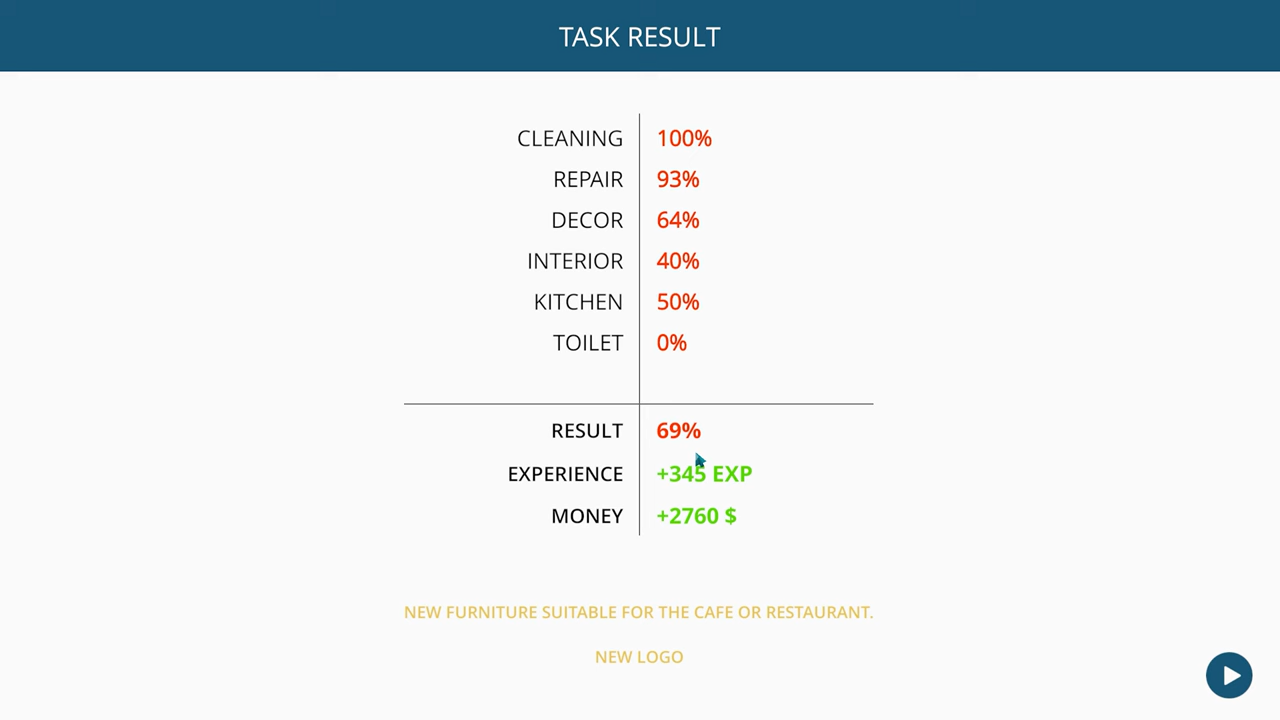 TASK RESULT
CLEANING 100%
REPAIR 93%
DECOR 64%
INTERIOR 40%
KITCHEN 50%
TOILET 0%
RESULT 69%
EXPERIENCE +345 EXP
MONEY +2760 $
NEW FURNITURE SUITABLE FOR THE CAFE OR RESTAURANT.
NEW LOGO